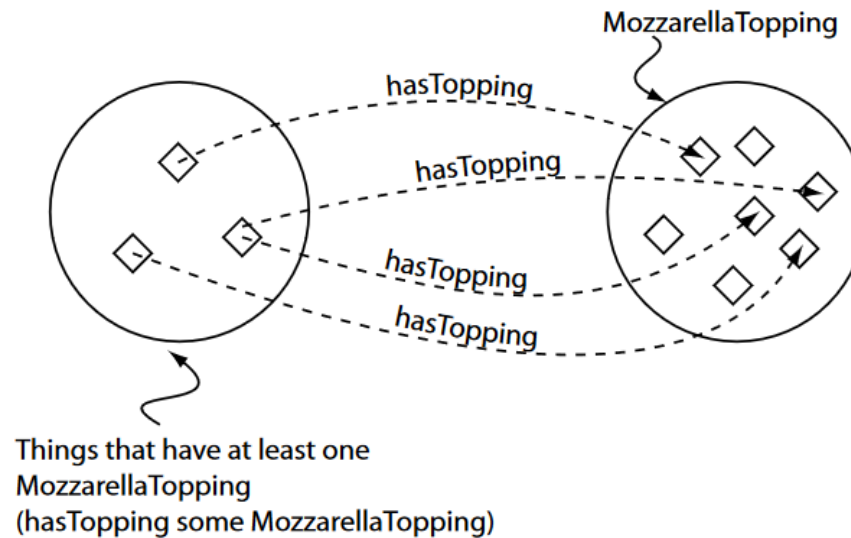 MozzarellaTopping
hasTopping
hasTopping
hasTopping
hasTopping
Things that have at least one
MozzarellaTopping
(hasTopping some MozzarellaTopping)